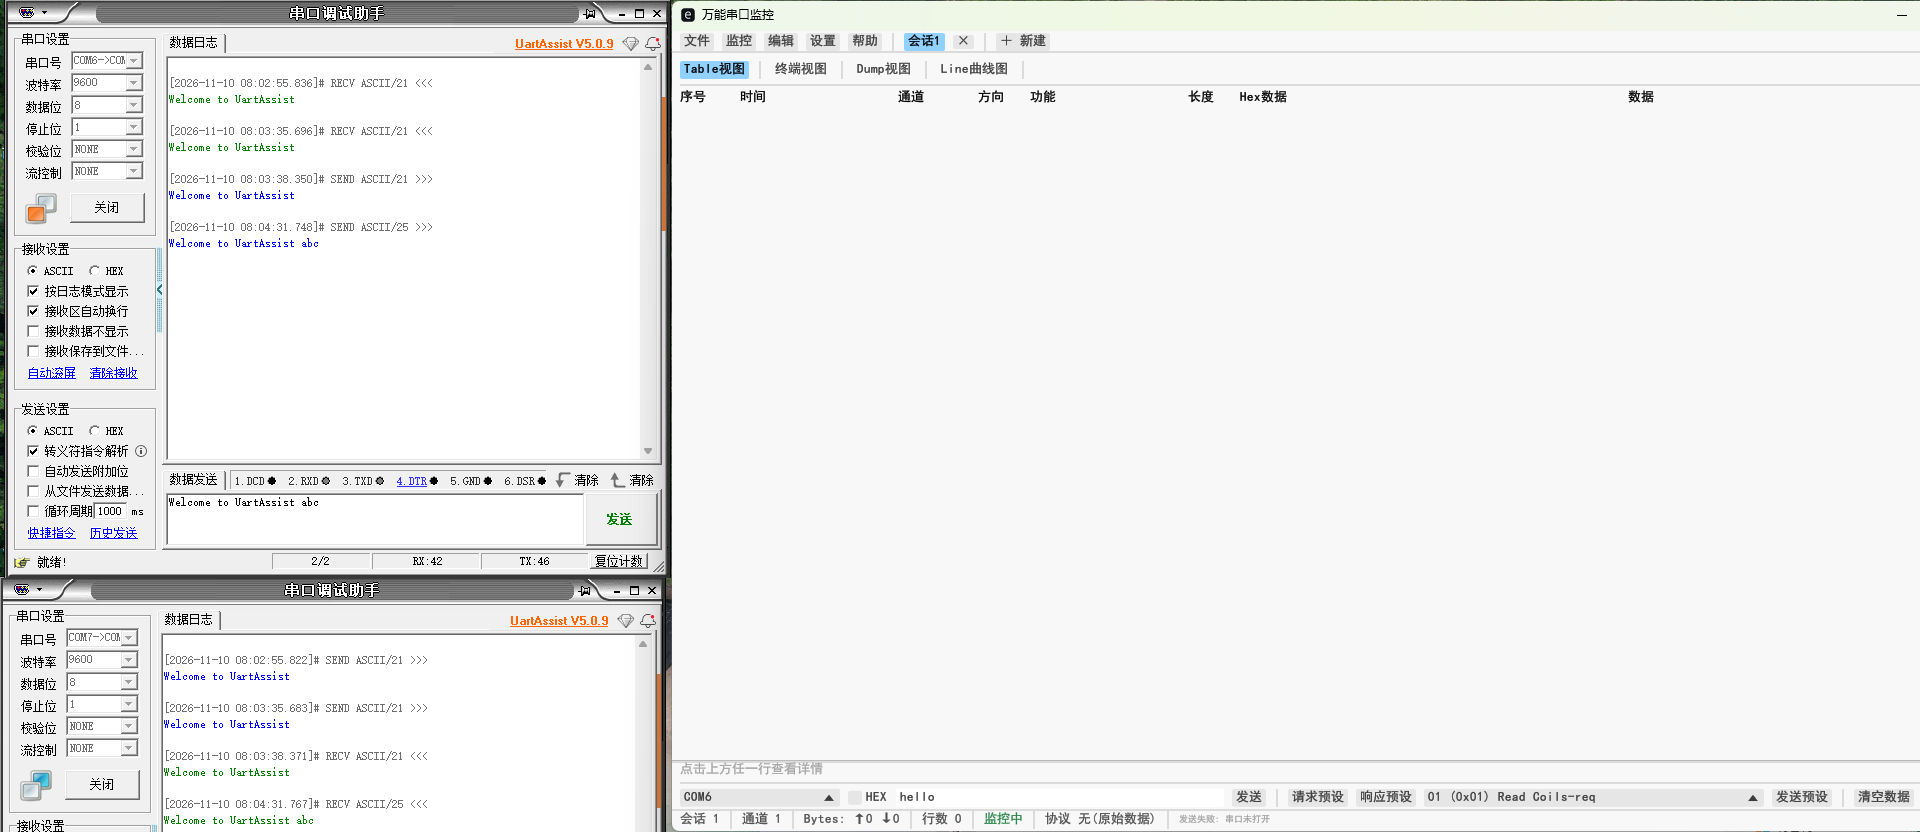 串口调试助手
串口设置
串口号 COM6->COM
波特率 9600
数据位 8
停止位 1
校验位 NONE
流控制 NONE
关闭
接收设置
ASCII HEX
按日志模式显示
接收区自动换行
接收数据不显示
接收保存到文件...
自动滚屏 清除接收
发送设置
ASCII HEX
转义符指令解析
自动发送附加位
从文件发送数据...
循环周期 1000 ms
快捷指令 历史发送
就绪!
数据日志
UartAssist V5.0.9
[2026-11-10 08:02:55.836]# RECV ASCII/21 <<<
Welcome to UartAssist
[2026-11-10 08:03:35.696]# RECV ASCII/21 <<<
Welcome to UartAssist
[2026-11-10 08:03:38.350]# SEND ASCII/21 >>>
Welcome to UartAssist
[2026-11-10 08:04:31.748]# SEND ASCII/25 >>>
Welcome to UartAssist abc
数据发送 1.DCD 2.RXD 3.TXD 4.DTR 5.GND 6.DSR 清除 清除
Welcome to UartAssist abc
发送
2/2 RX:42 TX:46 复位计数
串口调试助手
串口设置
串口号 COM7->COM
波特率 9600
数据位 8
停止位 1
校验位 NONE
流控制 NONE
关闭
接收设置
数据日志
UartAssist V5.0.9
[2026-11-10 08:02:55.822]# SEND ASCII/21 >>>
Welcome to UartAssist
[2026-11-10 08:03:35.683]# SEND ASCII/21 >>>
Welcome to UartAssist
[2026-11-10 08:03:38.371]# RECV ASCII/21 <<<
Welcome to UartAssist
[2026-11-10 08:04:31.767]# RECV ASCII/25 <<<
Welcome to UartAssist abc
万能串口监控
文件 监控 编辑 设置 帮助 会话1 新建
Table视图 终端视图 Dump视图 Line曲线图
序号 时间 通道 方向 功能 长度 Hex数据 数据
点击上方任一行查看详情
COM6 HEX hello 发送 请求预设 响应预设 01 (0x01) Read Coils-req 发送预设 清空数据
会话 1 通道 1 Bytes: ↑0 ↓0 行数 0 监控中 协议 无(原始数据) 发送失败: 串口未打开